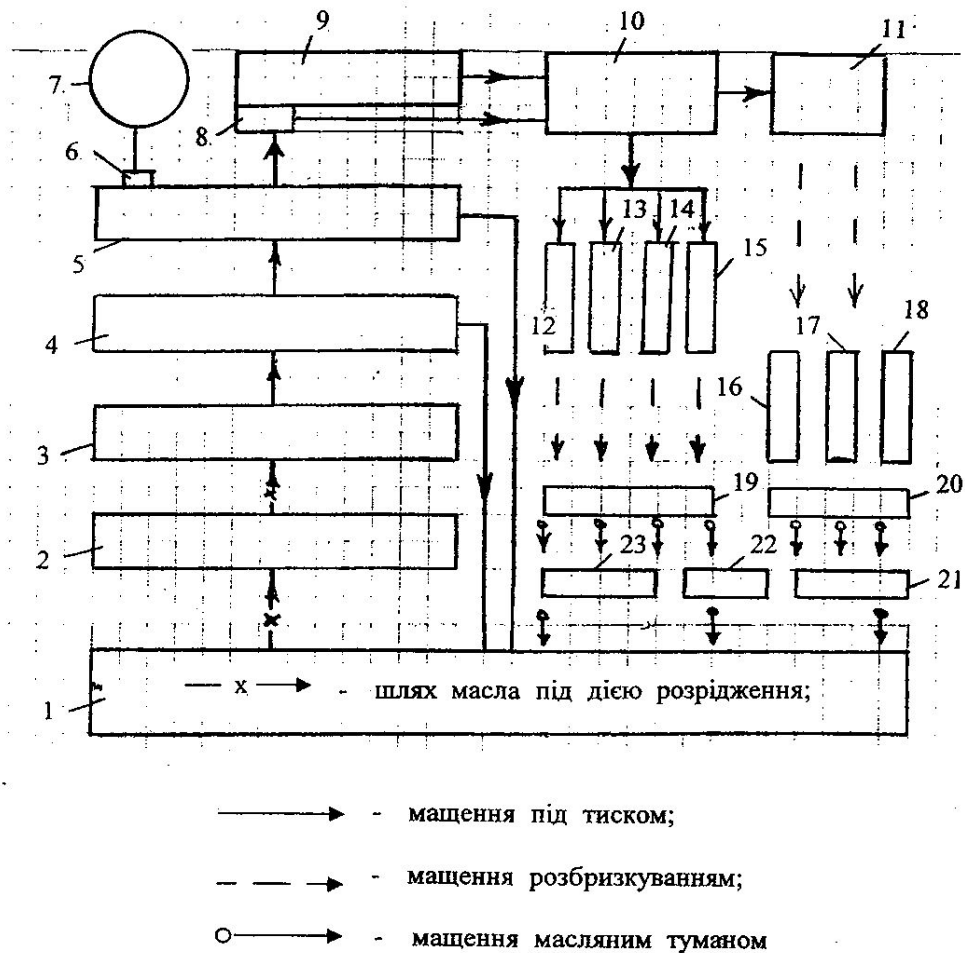 9 10 11
7
8
6
13 14
5 15
12 17 18
4
16
3
19 20
2 23 22
21
1 х - шлях масла під дією розрідження;
- мащення під тиском;
- мащення розбризкуванням;
- мащення масляним туманом